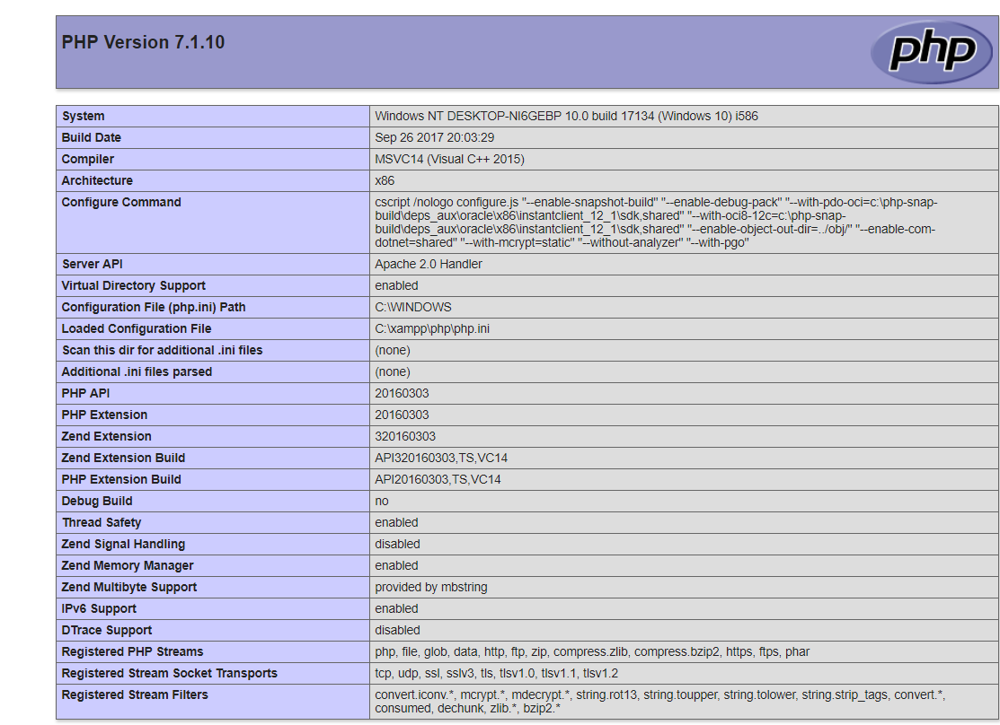 PHP Version 7.1.10
php
System Windows NT DESKTOP-NI6GEBP 10.0 build 17134 (Windows 10) i586
Build Date Sep 26 2017 20:03:29
Compiler MSVC14 (Visual C++ 2015)
Architecture x86
Configure Command cscript /nologo configure.js "--enable-snapshot-build" "--enable-debug-pack" "--with-pdo-oci=c:\php-snap-
build\deps_aux\oracle\x86\instantclient_12_1\sdk,shared" "--with-oci8-12c=c:\php-snap-
build\deps_aux\oracle\x86\instantclient_12_1\sdk,shared" "--enable-object-out-dir=../obj/" "--enable-com-
dotnet=shared" "--with-mcrypt=static" "--without-analyzer" "--with-pgo"
Server API Apache 2.0 Handler
Virtual Directory Support enabled
Configuration File (php.ini) Path C:\WINDOWS
Loaded Configuration File C:\xampp\php\php.ini
Scan this dir for additional .ini files (none)
Additional .ini files parsed (none)
PHP API 20160303
PHP Extension 20160303
Zend Extension 320160303
Zend Extension Build API320160303,TS,VC14
PHP Extension Build API20160303,TS,VC14
Debug Build no
Thread Safety enabled
Zend Signal Handling disabled
Zend Memory Manager enabled
Zend Multibyte Support provided by mbstring
IPv6 Support enabled
DTrace Support disabled
Registered PHP Streams php, file, glob, data, http, ftp, zip, compress.zlib, compress.bzip2, https, ftps, phar
Registered Stream Socket Transports tcp, udp, ssl, sslv3, tls, tlsv1.0, tlsv1.1, tlsv1.2
Registered Stream Filters convert.iconv.*, mcrypt.*, mdecrypt.*, string.rot13, string.toupper, string.tolower, string.strip_tags, convert.*,
consumed, dechunk, zlib.*, bzip2.*